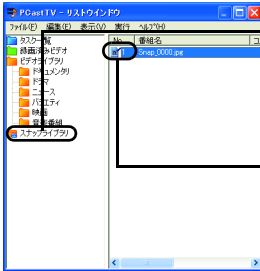 PCastTV - リストウインドウ
ファイル(F) 編集(E) 表示(V) 実行 ヘルプ(H)
タスク一覧
録画済みビデオ
ビデオライブラリ
ドキュメンタリ
ドラマ
ニュース
バラエティ
映画
音楽番組
スナップライブラリ
No. 番組名
1 Snap_0000.jpg